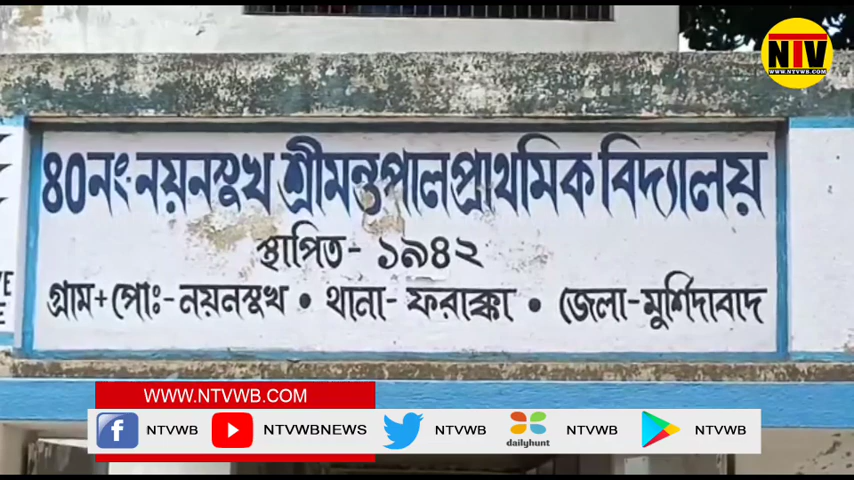 NTV
WWW.NTVWB.COM
৪০নং নয়নসুখ শ্রীমন্তপাল প্রাথমিক বিদ্যালয়
স্থাপিত- ১৯৪২
গ্রাম+পোঃ-নয়নসুখ • থানা- ফরাক্কা • জেলা-মুর্শিদাবাদ
WWW.NTVWB.COM
NTVWB NTVWBNEWS NTVWB dailyhunt NTVWB NTVWB